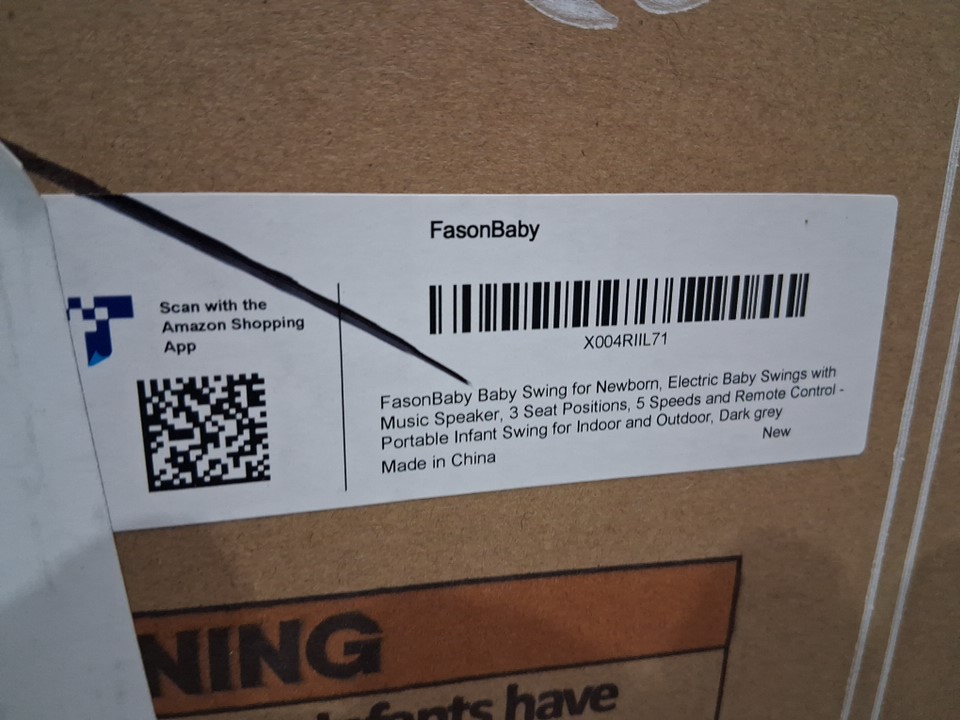 FasonBaby
Scan with the
Amazon Shopping
App
X004RIIL71
FasonBaby Baby Swing for Newborn, Electric Baby Swings with
Music Speaker, 3 Seat Positions, 5 Speeds and Remote Control -
Portable Infant Swing for Indoor and Outdoor, Dark grey
New
Made in China
NING
have